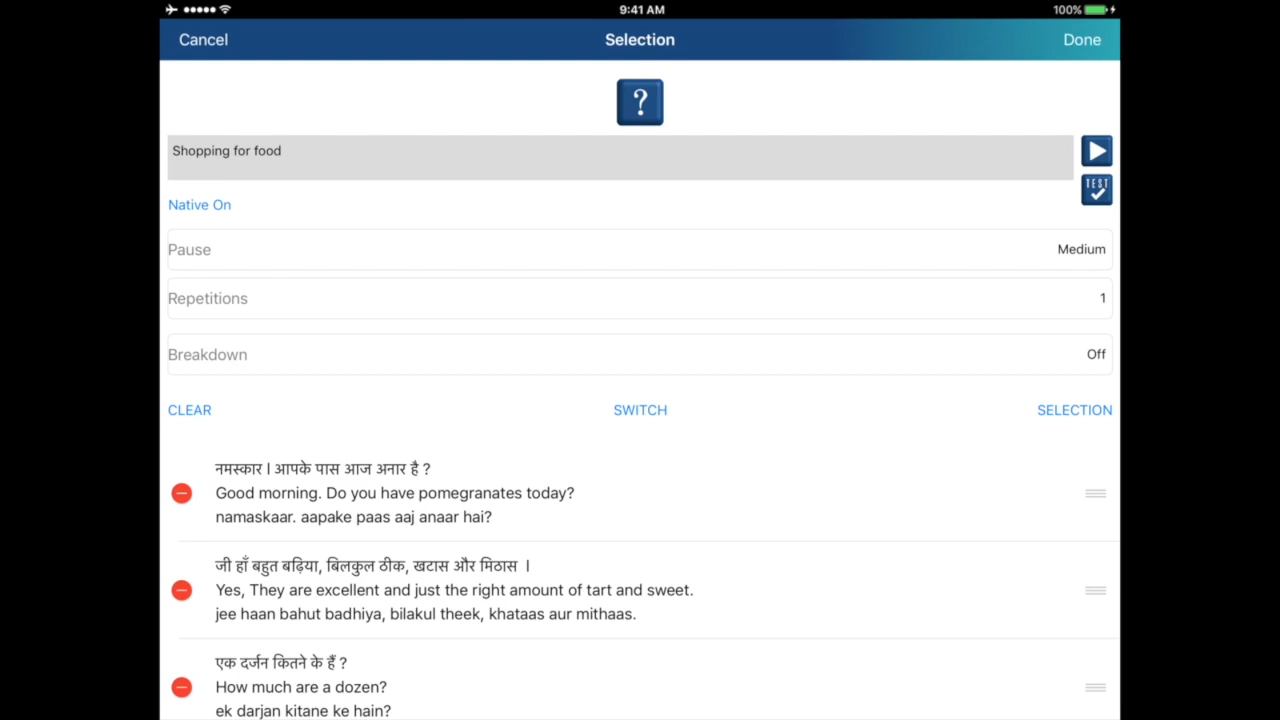 9:41 AM
100%
Cancel
Selection
Done
?
Shopping for food
TEST
Native On
Pause
Medium
Repetitions
1
Breakdown
Off
CLEAR
SWITCH
SELECTION
नमस्कार । आपके पास आज अनार है ?
Good morning. Do you have pomegranates today?
namaskaar. aapake paas aaj anaar hai?
जी हाँ बहुत बढ़िया, बिलकुल ठीक, खटास और मिठास ।
Yes, They are excellent and just the right amount of tart and sweet.
jee haan bahut badhiya, bilakul theek, khataas aur mithaas.
एक दर्जन कितने के हैं ?
How much are a dozen?
ek darjan kitane ke hain?